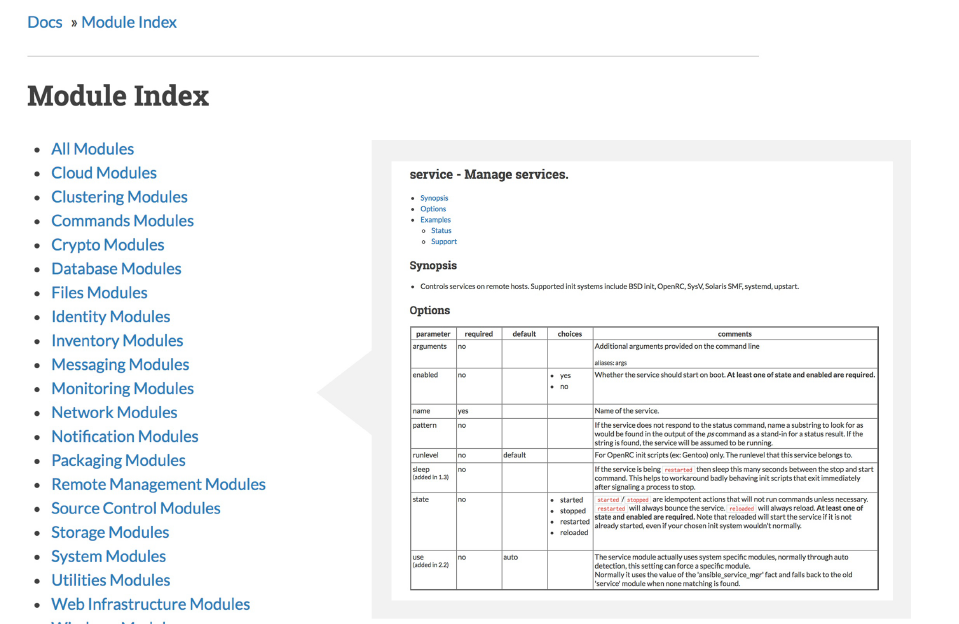 Docs » Module Index
Module Index
All Modules
Cloud Modules
Clustering Modules
Commands Modules
Crypto Modules
Database Modules
Files Modules
Identity Modules
Inventory Modules
Messaging Modules
Monitoring Modules
Network Modules
Notification Modules
Packaging Modules
Remote Management Modules
Source Control Modules
Storage Modules
System Modules
Utilities Modules
Web Infrastructure Modules
service - Manage services.
Synopsis
Options
Examples
Status
Support
Synopsis
Controls services on remote hosts. Supported init systems include BSD init, OpenRC, SysV, Solaris SMF, systemd, upstart.
Options
parameter required default choices comments
arguments no Additional arguments provided on the command line
aliases: args
enabled no yes Whether the service should start on boot. At least one of state and enabled are required.
no
name yes Name of the service.
pattern no If the service does not respond to the status command, name a substring to look for as
would be found in the output of the ps command as a stand-in for a status result. If the
string is found, the service will be assumed to be running.
runlevel no default For OpenRC init scripts (ex: Gentoo) only. The runlevel that this service belongs to.
sleep no If the service is being restarted then sleep this many seconds between the stop and start
(added in 1.3) command. This helps to workaround badly behaving init scripts that exit immediately
after signaling a process to stop.
state no started started / stopped are idempotent actions that will not run commands unless necessary.
stopped restarted will always bounce the service. reloaded will always reload. At least one of
restarted state and enabled are required. Note that reloaded will start the service if it is not
reloaded already started, even if your chosen init system wouldn't normally.
use no auto The service module actually uses system specific modules, normally through auto
(added in 2.2) detection, this setting can force a specific module.
Normally it uses the value of the 'ansible_service_mgr' fact and falls back to the old
'service' module when none matching is found.